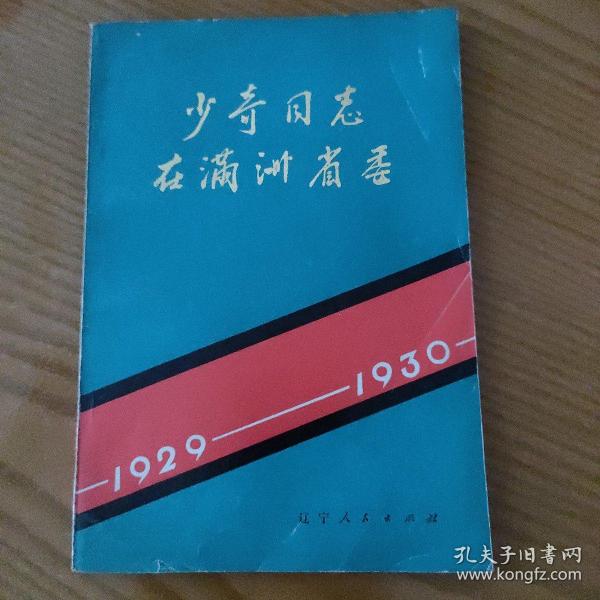 少奇同志
在满洲省委
1929——1930
辽宁人民出版社
孔夫子旧书网
www.kongfz.com